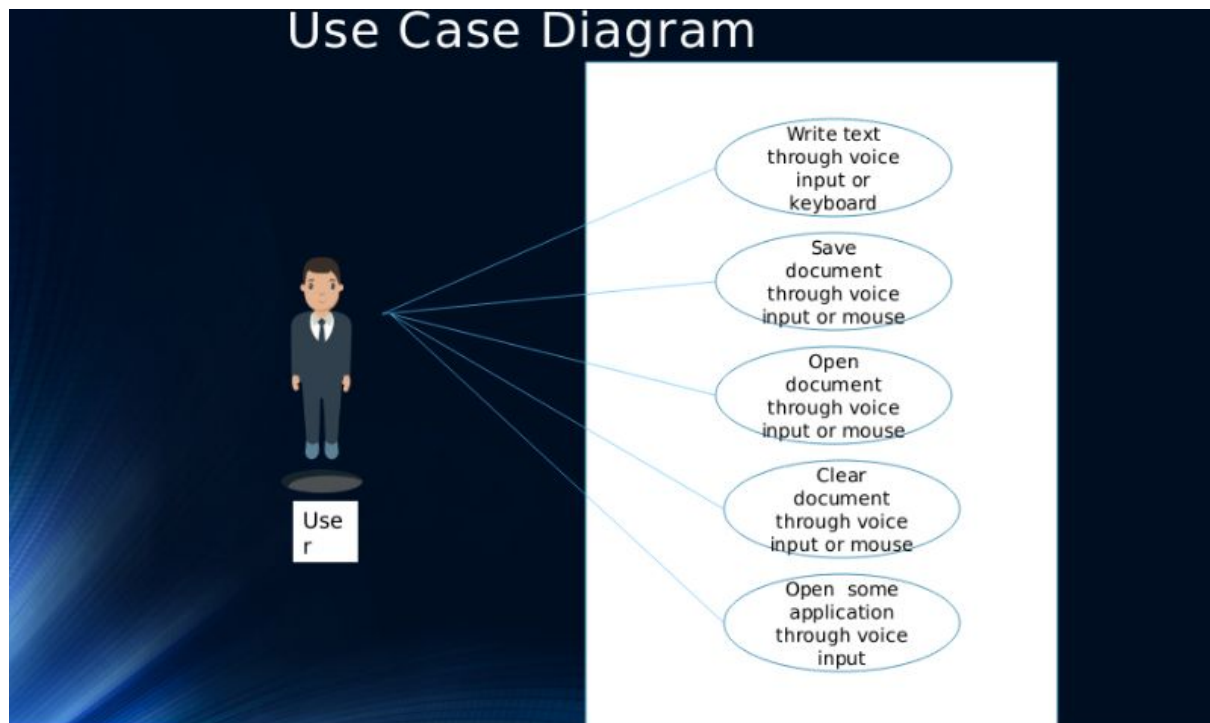 Use Case Diagram
Write text
through voice
input or
keyboard
Save
document
through voice
input or mouse
Open
document
through voice
input or mouse
Clear
document
through voice
input or mouse
Open some
application
through voice
input
Use
r